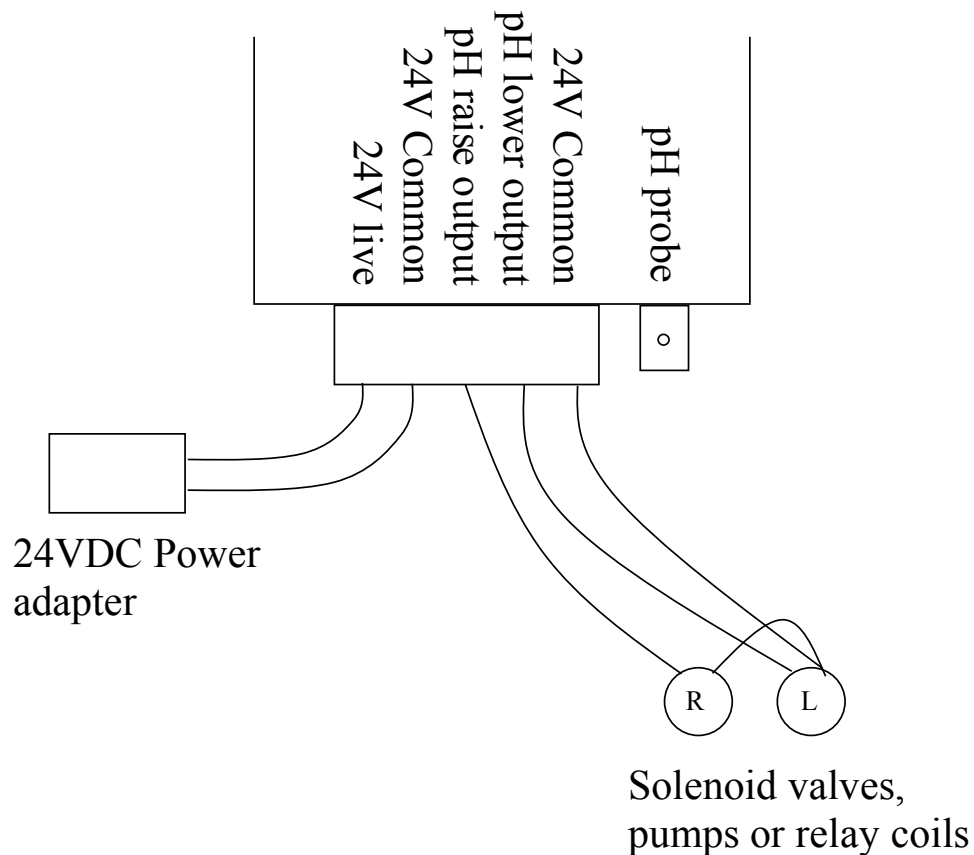 24V live
24V Common
pH raise output
pH lower output
24V Common
pH probe
24VDC Power
adapter
R
L
Solenoid valves,
pumps or relay coils